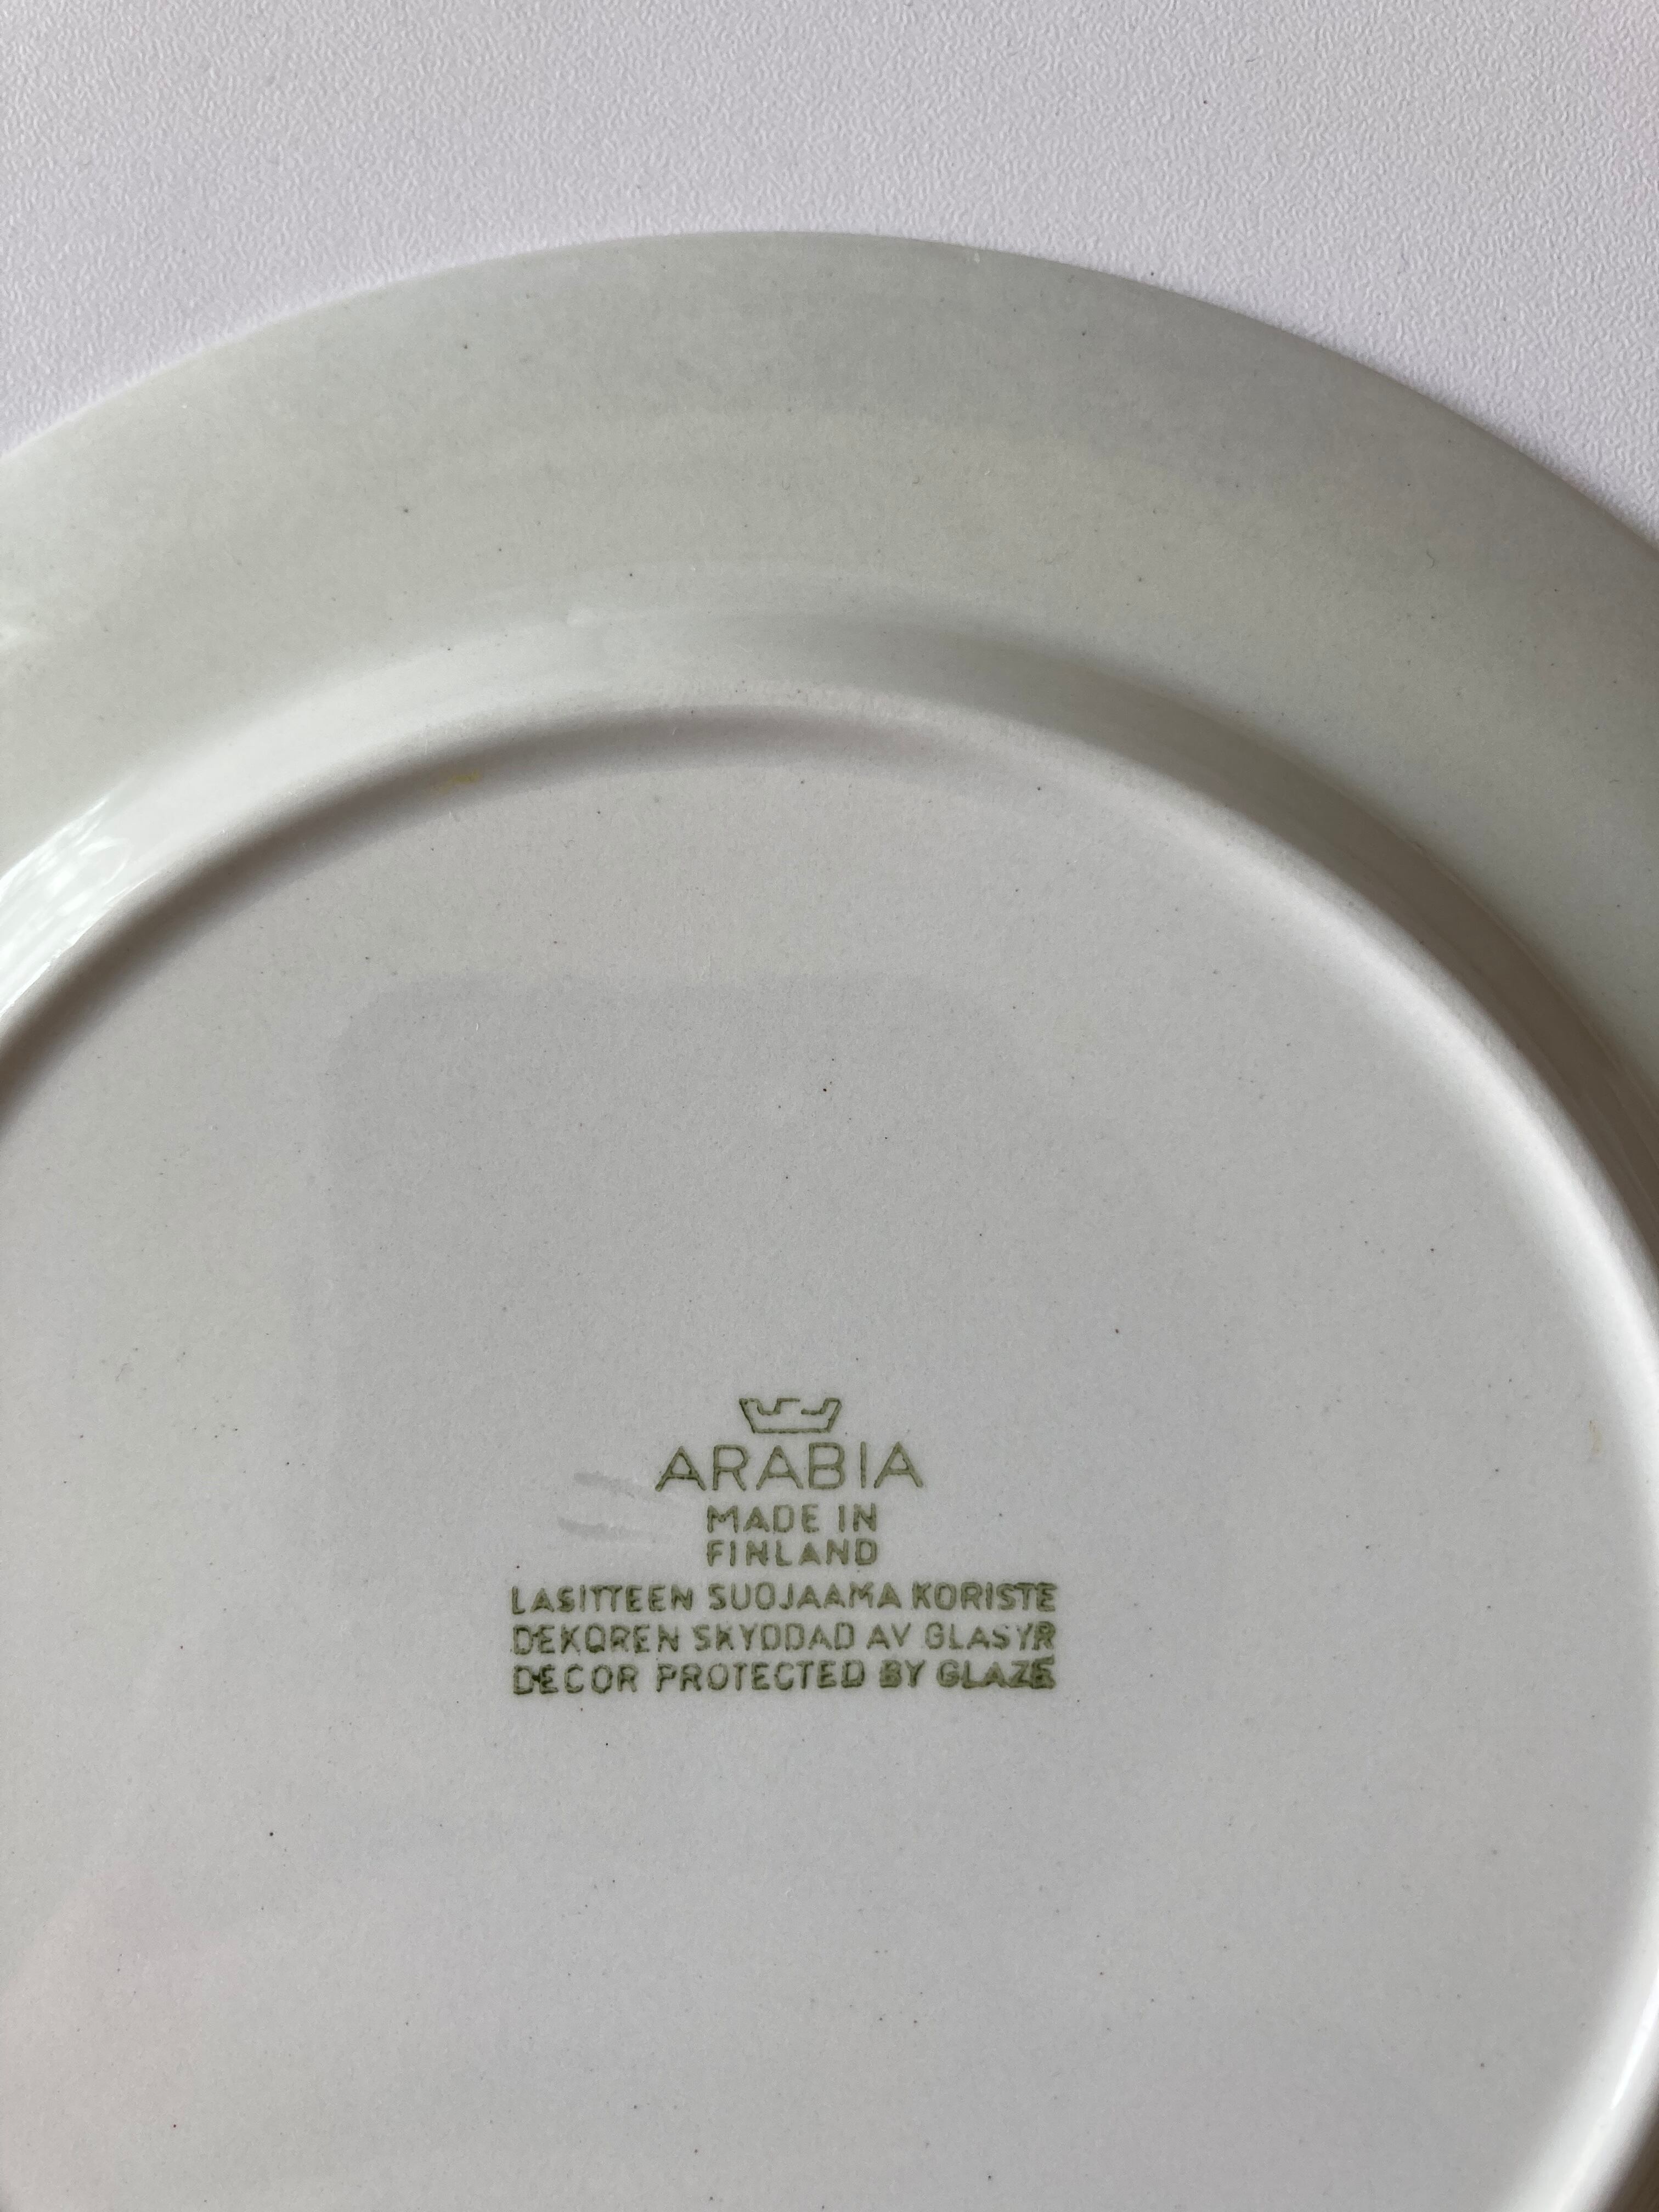 ARABIA
MADE IN
FINLAND
LASITTEEN SUOJAAMA KORISTE
DEKOREN SKYDDAD AV GLASYR
DECOR PROTECTED BY GLAZE